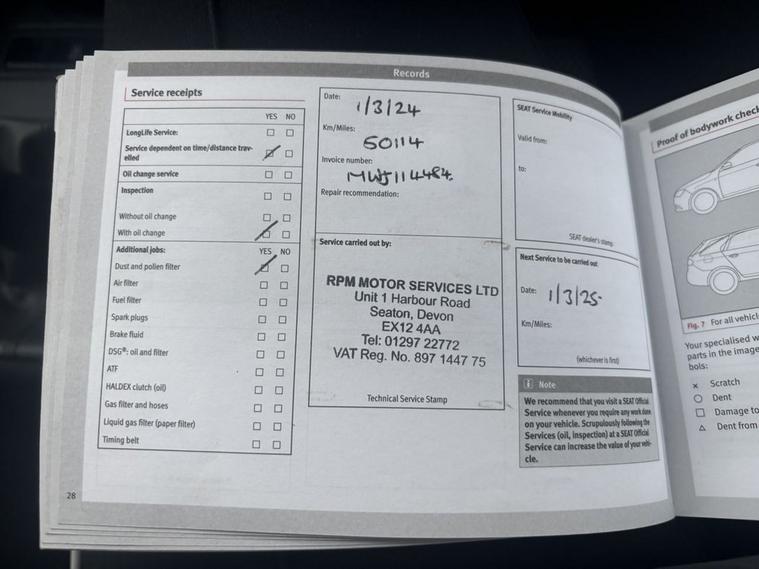 Records
Service receipts
YES NO
LongLife Service:
Service dependent on time/distance trav-
elled
Oil change service
Inspection
Without oil change
With oil change
Additional jobs: YES NO
Dust and pollen filter
Air filter
Fuel filter
Spark plugs
Brake fluid
DSG®: oil and filter
ATF
HALDEX clutch (oil)
Gas filter and hoses
Liquid gas filter (paper filter)
Timing belt
28
Date: 1/3/24
Km/Miles:
60114
Invoice number:
MWJ114484.
Repair recommendation:
Service carried out by:
RPM MOTOR SERVICES LTD
Unit 1 Harbour Road
Seaton, Devon
EX12 4AA
Tel: 01297 22772
VAT Reg. No. 897 1447 75
Technical Service Stamp
SEAT Service Mobility
Valid from:
to:
SEAT dealer's stamp
Next Service to be carried out:
Date: 1/3/25
Km/Miles:
(whichever is first)
i Note
We recommend that you visit a SEAT Official
Service whenever you require any work done
on your vehicle. Scrupulously following the
Services (oil, inspection) at a SEAT Official
Service can increase the value of your vehi-
cle.
Proof of bodywork check
Fig. 7 For all vehicl
Your specialised w
parts in the image
bols:
× Scratch
○ Dent
□ Damage to
△ Dent from